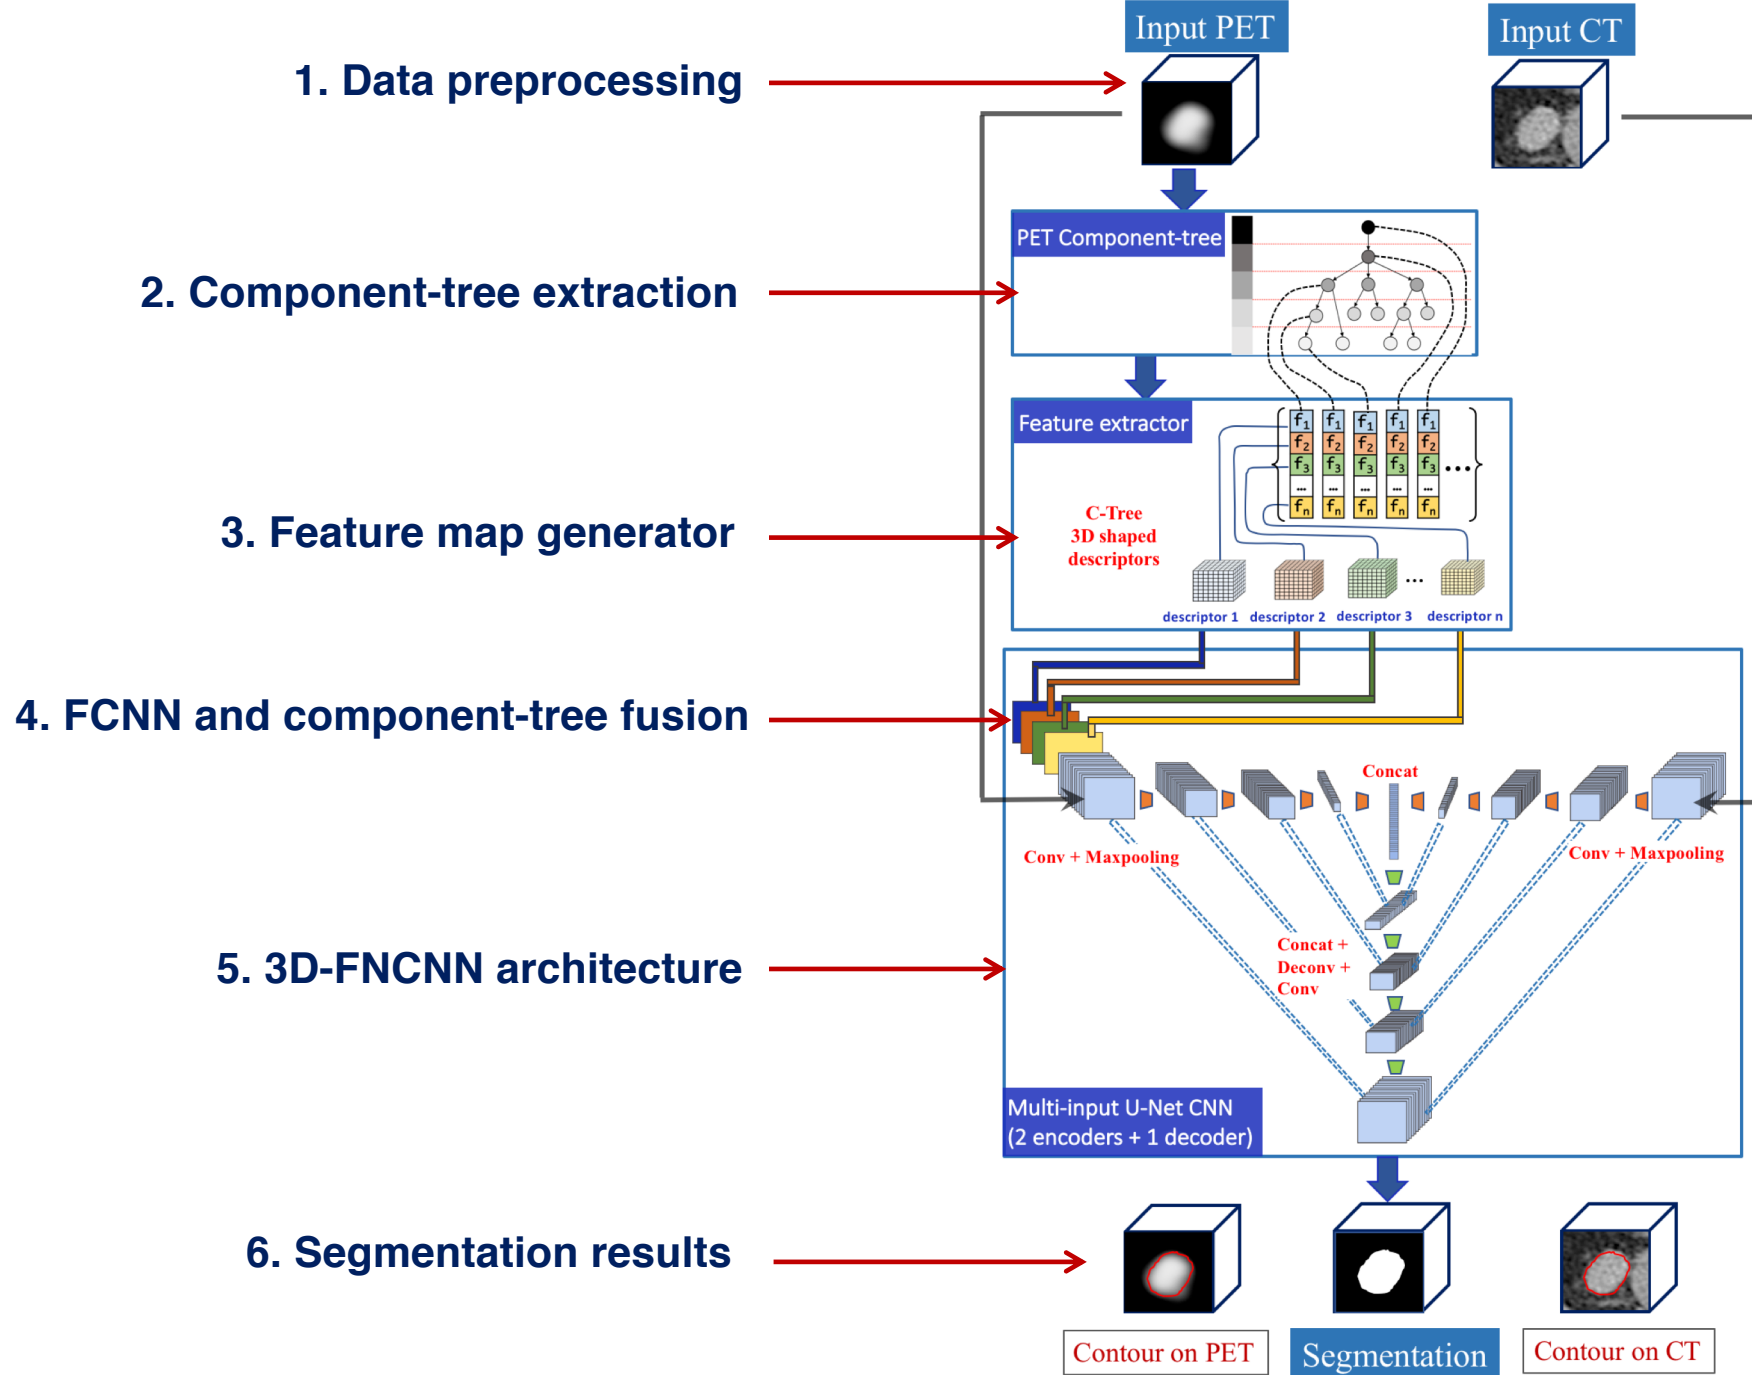 Input PET
Input CT
1. Data preprocessing
PET Component-tree
2. Component-tree extraction
Feature extractor
f1 f1 f1 f1 f1
f2 f2 f2 f2 f2
f3 f3 f3 f3 f3 ...
... ... ... ... ...
fn fn fn fn fn
3. Feature map generator
C-Tree
3D shaped
descriptors
...
descriptor 1 descriptor 2 descriptor 3 descriptor n
4. FCNN and component-tree fusion
Concat
Conv + Maxpooling
Conv + Maxpooling
Concat +
Deconv +
Conv
5. 3D-FNCNN architecture
Multi-input U-Net CNN
(2 encoders + 1 decoder)
6. Segmentation results
Contour on PET
Segmentation
Contour on CT